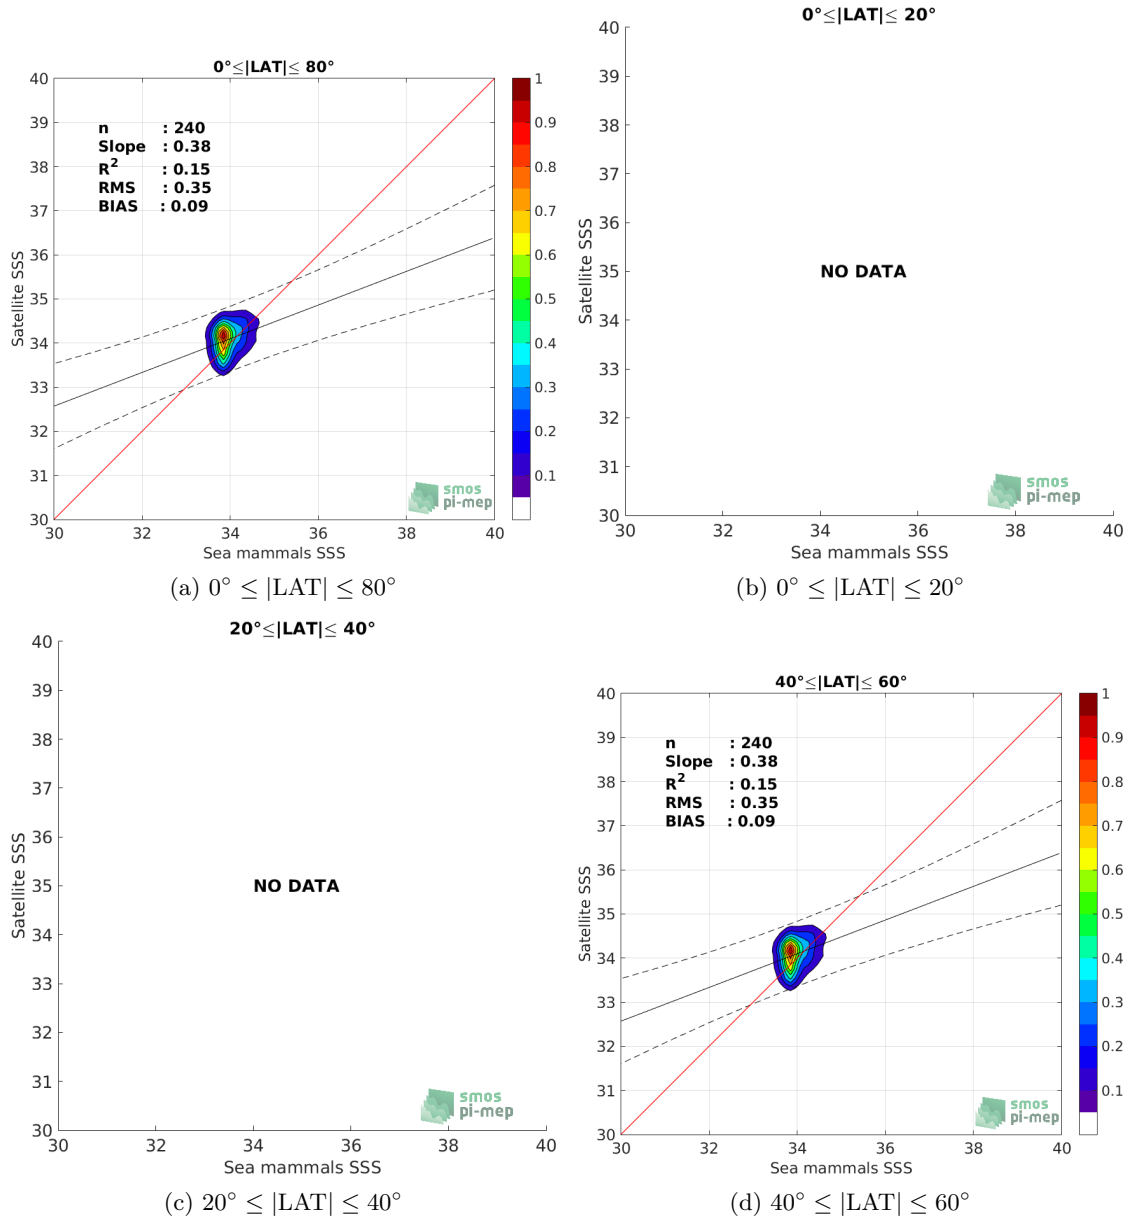 0°≤|LAT|≤ 80°
40
39
38
37
36
35
34
33
32
31
30
Satellite SSS
n : 240
Slope : 0.38
R² : 0.15
RMS : 0.35
BIAS : 0.09
smos
pi-mep
30 32 34 36 38 40
Sea mammals SSS
1
0.9
0.8
0.7
0.6
0.5
0.4
0.3
0.2
0.1
(a) 0° ≤ |LAT| ≤ 80°
0°≤|LAT|≤ 20°
40
39
38
37
36
35
34
33
32
31
30
Satellite SSS
NO DATA
smos
pi-mep
30 32 34 36 38 40
Sea mammals SSS
(b) 0° ≤ |LAT| ≤ 20°
20°≤|LAT|≤ 40°
40
39
38
37
36
35
34
33
32
31
30
Satellite SSS
NO DATA
smos
pi-mep
30 32 34 36 38 40
Sea mammals SSS
(c) 20° ≤ |LAT| ≤ 40°
40°≤|LAT|≤ 60°
40
39
38
37
36
35
34
33
32
31
30
Satellite SSS
n : 240
Slope : 0.38
R² : 0.15
RMS : 0.35
BIAS : 0.09
smos
pi-mep
30 32 34 36 38 40
Sea mammals SSS
1
0.9
0.8
0.7
0.6
0.5
0.4
0.3
0.2
0.1
(d) 40° ≤ |LAT| ≤ 60°